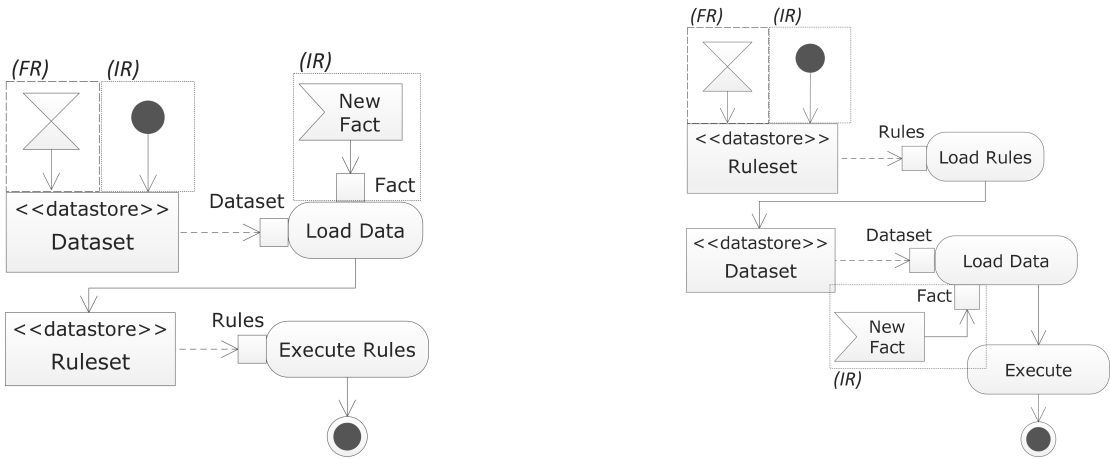 (FR)
(IR)
(IR)
New
Fact
Fact
<<datastore>>
Dataset
Dataset
Load Data
<<datastore>>
Ruleset
Rules
Execute Rules
(FR)
(IR)
<<datastore>>
Ruleset
Rules
Load Rules
<<datastore>>
Dataset
Dataset
Load Data
Fact
New
Fact
(IR)
Execute